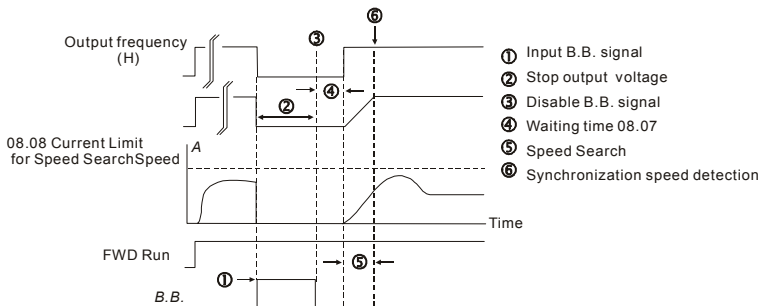 ⑥
Output frequency
(H)
③
④
②
① Input B.B. signal
② Stop output voltage
③ Disable B.B. signal
④ Waiting time 08.07
⑤ Speed Search
⑥ Synchronization speed detection
08.08 Current Limit
for Speed SearchSpeed
A
Time
FWD Run
⑤
①
B.B.